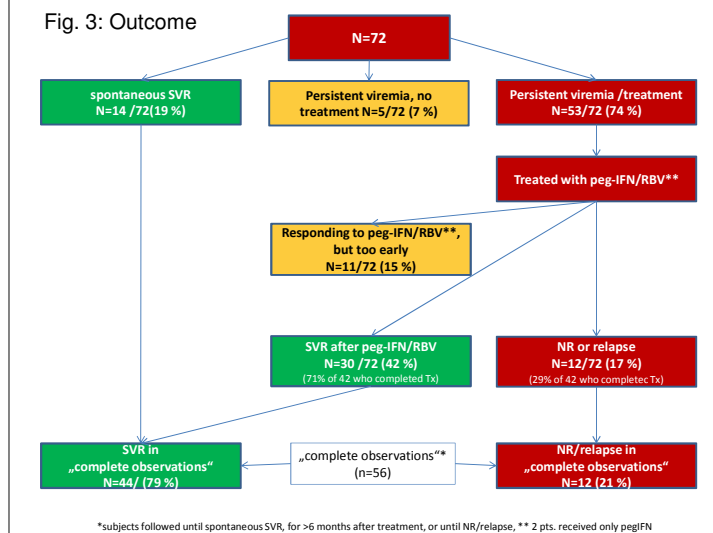 Fig. 3: Outcome
N=72
spontaneous SVR
N=14 /72(19 %)
Persistent viremia, no
treatment N=5/72 (7 %)
Persistent viremia /treatment
N=53/72 (74 %)
Treated with peg-IFN/RBV**
Responding to peg-IFN/RBV**,
but too early
N=11/72 (15 %)
SVR after peg-IFN/RBV
N=30 /72 (42 %)
(71% of 42 who completed Tx)
NR or relapse
N=12/72 (17 %)
(29% of 42 who completec Tx)
SVR in
„complete observations“
N=44/ (79 %)
„complete observations“*
(n=56)
NR/relapse in
„complete observations“
N=12 (21 %)
*subjects followed until spontaneous SVR, for >6 months after treatment, or until NR/relapse, ** 2 pts. received only pegIFN